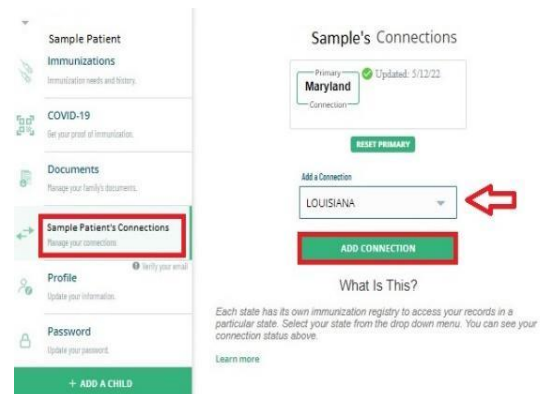 Sample Patient
Immunizations
Immunization needs and history.
COVID-19
Get your proof of immunization.
Documents
Manage your family's documents.
Sample Patient's Connections
Manage your connections
Verify your email
Profile
Update your information.
Password
Update your password.
+ ADD A CHILD
Sample's Connections
Primary
Updated: 5/12/22
Maryland
Connection
RESET PRIMARY
Add a Connection
LOUISIANA
ADD CONNECTION
What Is This?
Each state has its own immunization registry to access your records in a
particular state. Select your state from the drop down menu. You can see your
connection status above.
Learn more